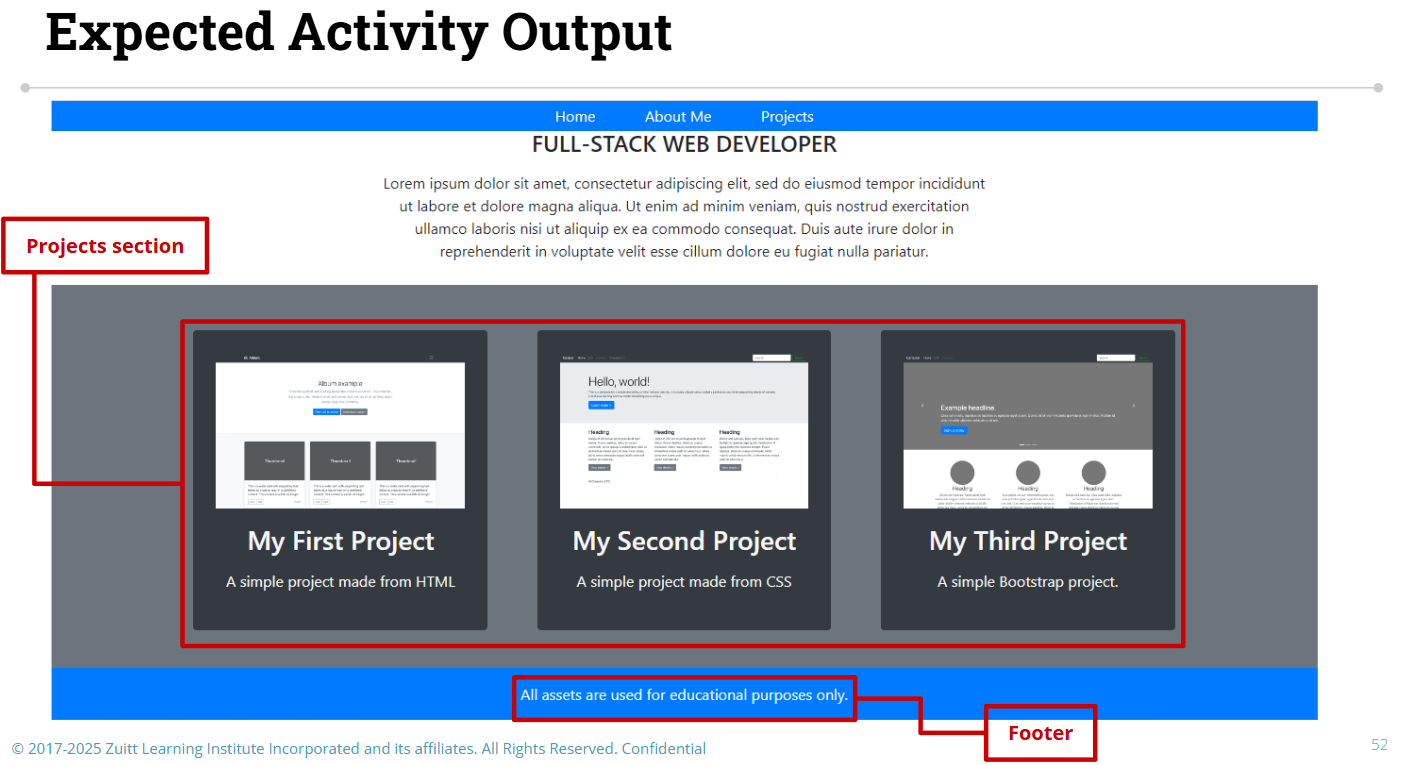 Expected Activity Output
Home About Me Projects
FULL-STACK WEB DEVELOPER
Lorem ipsum dolor sit amet, consectetur adipiscing elit, sed do eiusmod tempor incididunt
ut labore et dolore magna aliqua. Ut enim ad minim veniam, quis nostrud exercitation
ullamco laboris nisi ut aliquip ex ea commodo consequat. Duis aute irure dolor in
reprehenderit in voluptate velit esse cillum dolore eu fugiat nulla pariatur.
Projects section
Album example
Thumbnail Thumbnail Thumbnail
My First Project
A simple project made from HTML
Hello, world!
Heading Heading Heading
My Second Project
A simple project made from CSS
Example headline.
Heading Heading Heading
My Third Project
A simple Bootstrap project.
All assets are used for educational purposes only.
Footer
© 2017-2025 Zuitt Learning Institute Incorporated and its affiliates. All Rights Reserved. Confidential
52